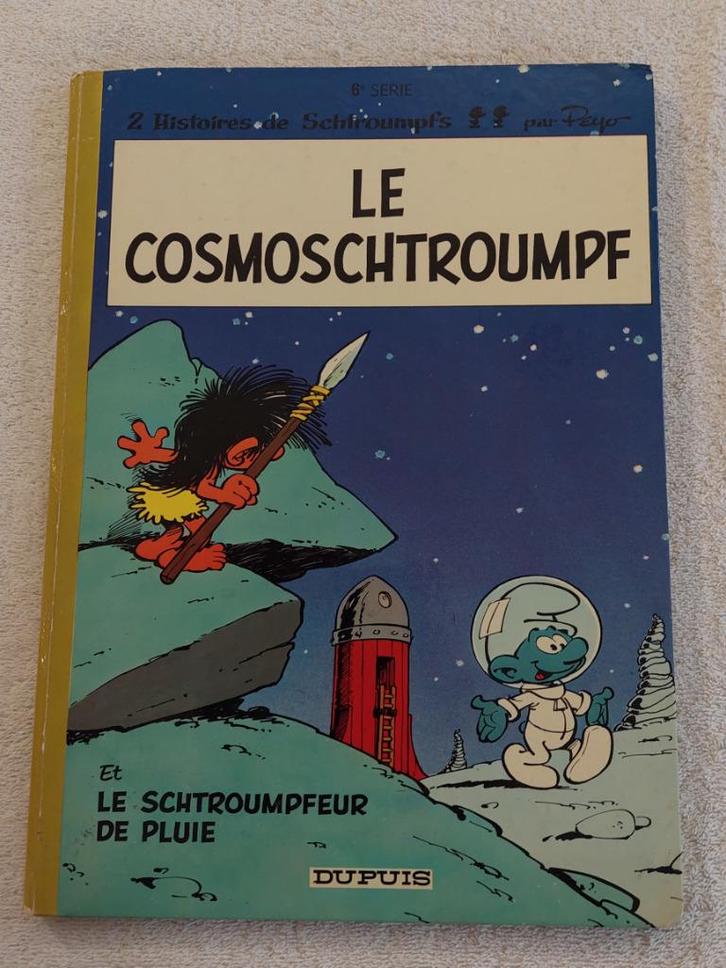 6e SERIE
2 Histoires de Schtroumpfs par Peyo
LE
COSMOSCHTROUMPF
Et
LE SCHTROUMPFEUR
DE PLUIE
DUPUIS